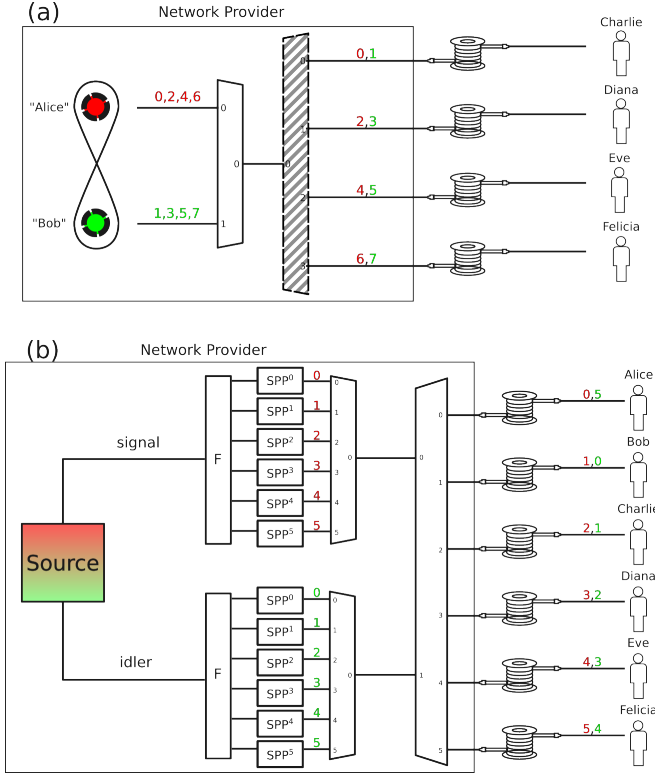 (a)
Network Provider
Charlie
Diana
Eve
Felicia
"Alice"
"Bob"
0,2,4,6
1,3,5,7
0
1
0
0
0
1
2
3
0,1
2,3
4,5
6,7
(b)
Network Provider
Source
signal
idler
F
SPP⁰
SPP¹
SPP²
SPP³
SPP⁴
SPP⁵
0
1
2
3
4
5
0
1
2
3
4
5
0
F
SPP⁰
SPP¹
SPP²
SPP³
SPP⁴
SPP⁵
0
1
2
3
4
5
0
1
2
3
4
5
0
0
1
0
1
2
3
4
5
Alice
0,5
Bob
1,0
Charlie
2,1
Diana
3,2
Eve
4,3
Felicia
5,4